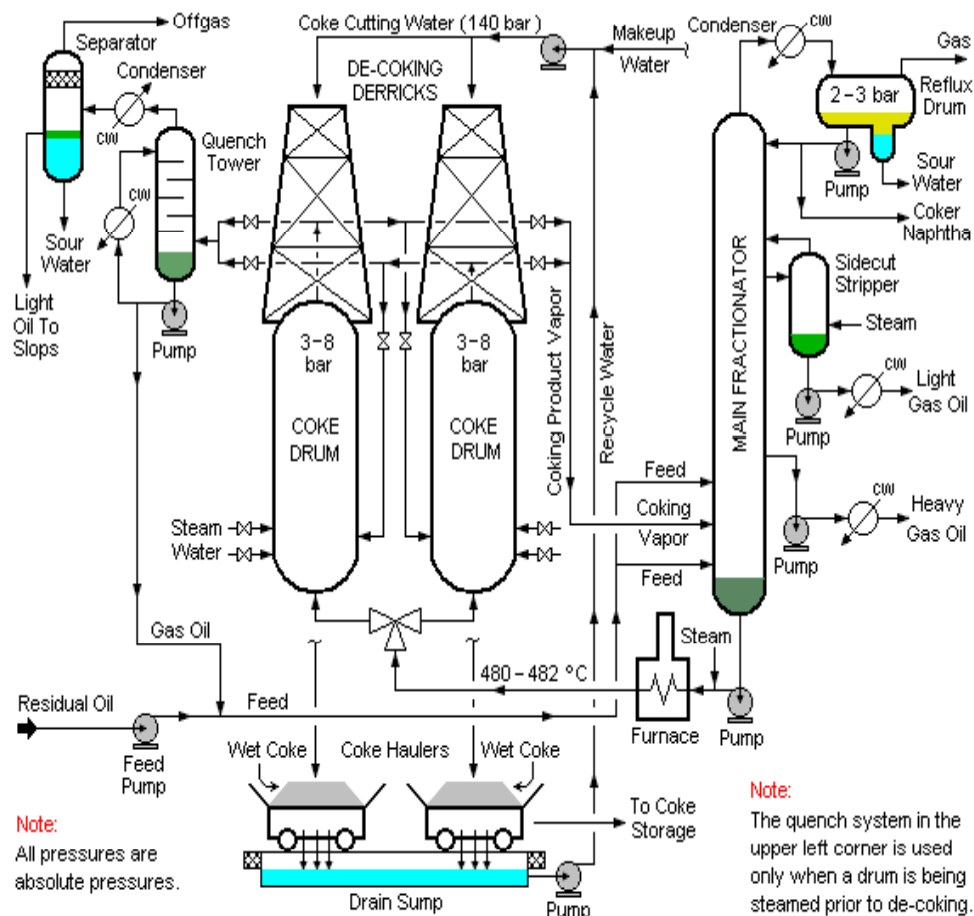 Offgas
Separator
Condenser
CW
Quench
Tower
CW
Sour
Water
Light
Oil To
Slops
Pump
Coke Cutting Water (140 bar)
DE-COKING
DERRICKS
Makeup
Water
Condenser
CW
Gas
Reflux
Drum
2–3 bar
Pump
Sour
Water
Coker
Naphtha
Sidecut
Stripper
Steam
CW
Light
Gas Oil
Pump
MAIN FRACTIONATOR
3–8
bar
COKE
DRUM
3–8
bar
COKE
DRUM
Coking Product Vapor
Recycle Water
Feed
Coking
Vapor
Feed
CW
Heavy
Gas Oil
Pump
Steam
Water
Gas Oil
Steam
480–482 °C
Furnace
Pump
Residual Oil
Feed
Feed
Pump
Wet Coke
Coke Haulers
Wet Coke
To Coke
Storage
Drain Sump
Pump
Note:
All pressures are
absolute pressures.
Note:
The quench system in the
upper left corner is used
only when a drum is being
steamed prior to de-coking.